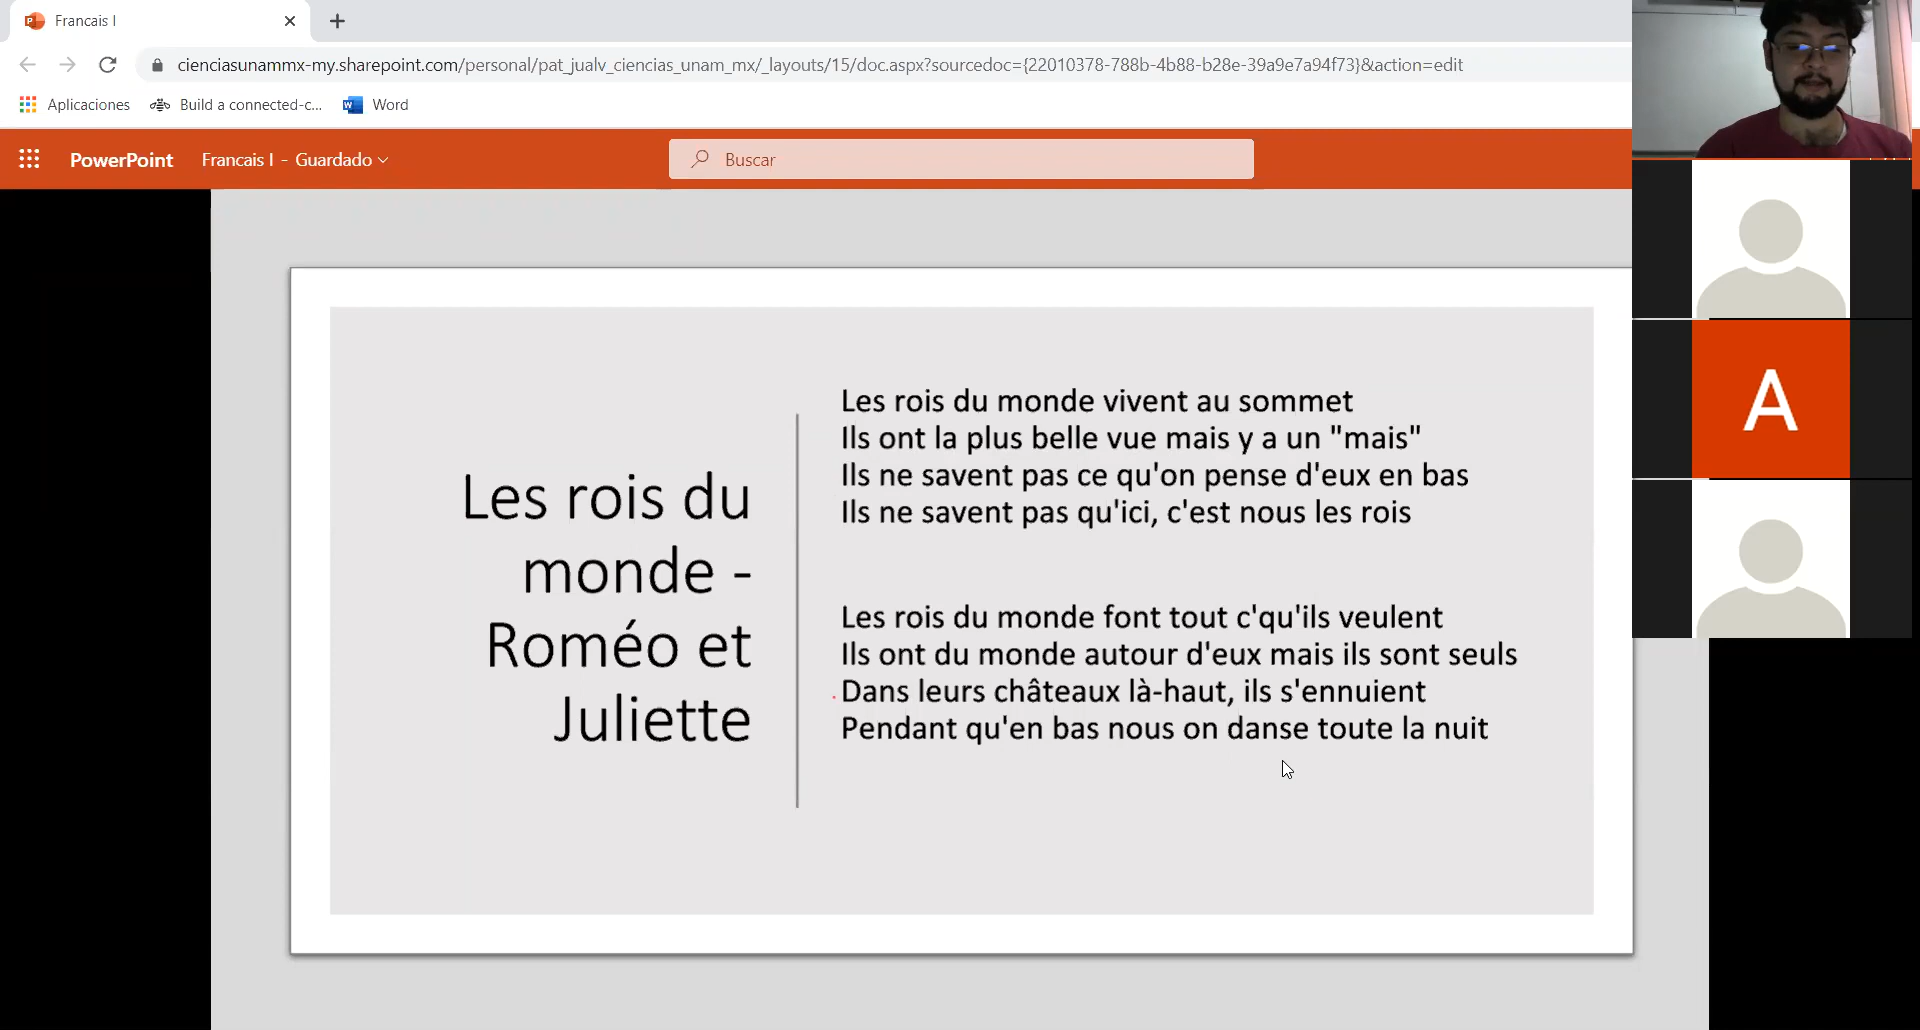 Francais I
cienciasunammx-my.sharepoint.com/personal/pat_jualv_ciencias_unam_mx/_layouts/15/doc.aspx?sourcedoc={22010378-788b-4b88-b28e-39a9e7a94f73}&action=edit
Aplicaciones Build a connected-c... Word
PowerPoint Francais I - Guardado Buscar
Les rois du
monde -
Roméo et
Juliette
Les rois du monde vivent au sommet
Ils ont la plus belle vue mais y a un "mais"
Ils ne savent pas ce qu'on pense d'eux en bas
Ils ne savent pas qu'ici, c'est nous les rois
Les rois du monde font tout c'qu'ils veulent
Ils ont du monde autour d'eux mais ils sont seuls
Dans leurs châteaux là-haut, ils s'ennuient
Pendant qu'en bas nous on danse toute la nuit
A